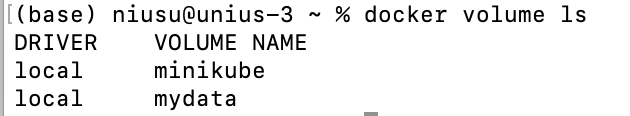 [(base) niusu@unius-3 ~ % docker volume ls
DRIVER    VOLUME NAME
local     minikube
local     mydata